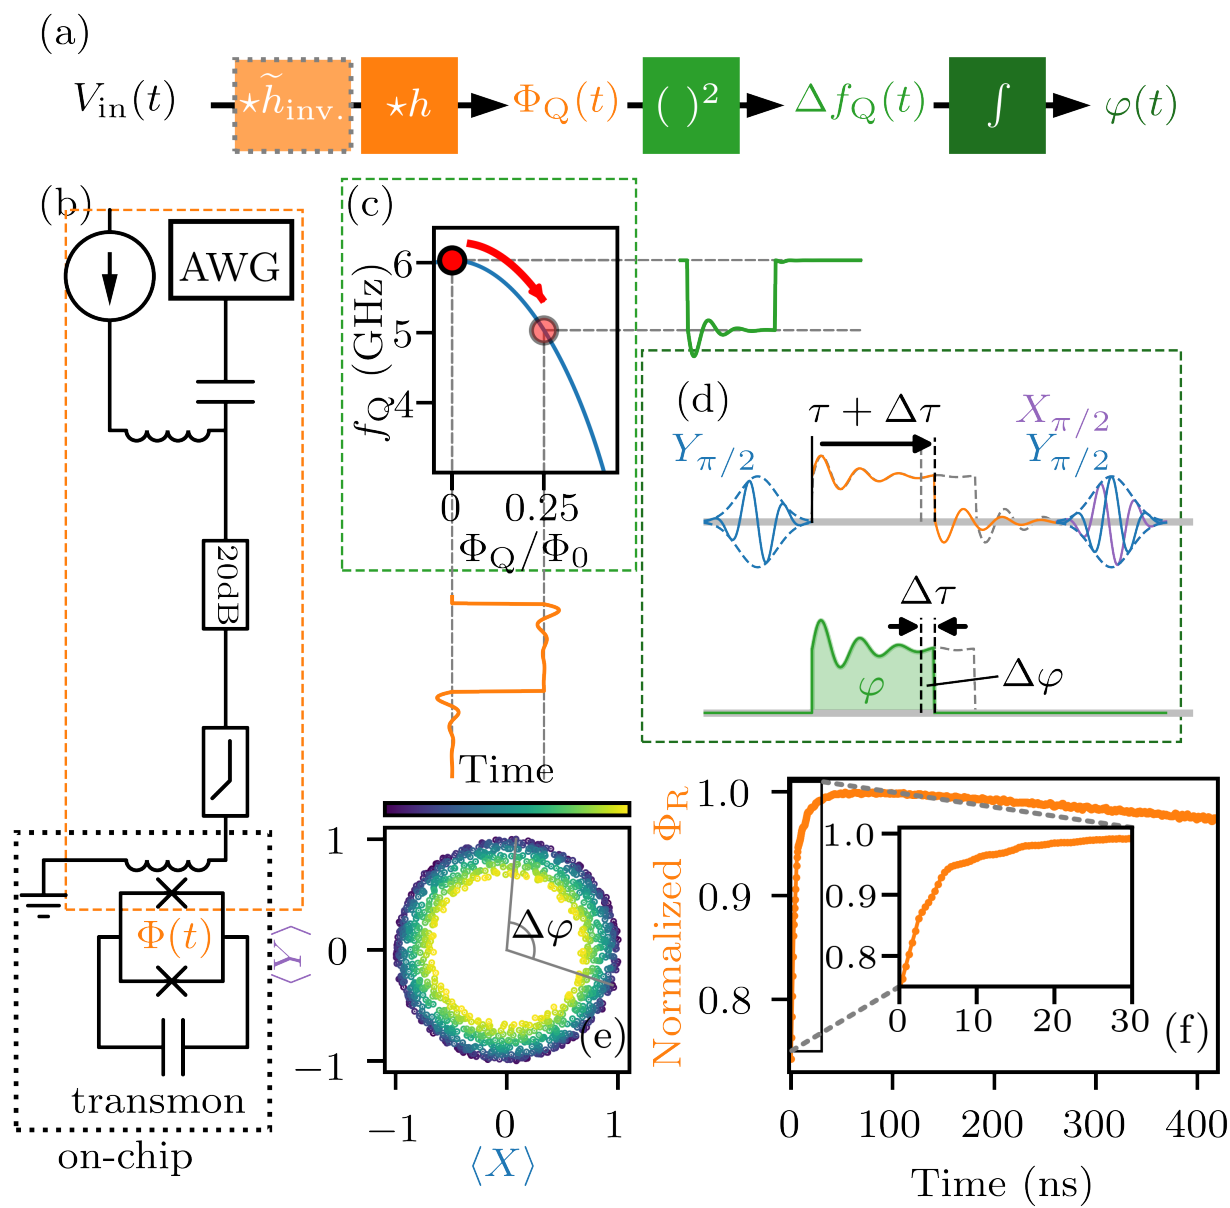 (a)
V_in(t) ⋆h̃_inv. ⋆h Φ_Q(t) ( )² Δf_Q(t) ∫ φ(t)
(b)
AWG
20dB
Φ(t)
transmon
on-chip
(c)
f_Q (GHz)
6
5
4
0 0.25
Φ_Q/Φ_0
Time
(d)
τ + Δτ
Y_π/2
X_π/2
Y_π/2
Δτ
φ
Δφ
⟨Y⟩
1
0
−1
Δφ
(e)
−1 0 1
⟨X⟩
Normalized Φ_R
1.0
0.9
0.8
1.0
0.9
0.8
0 10 20 30
(f)
0 100 200 300 400
Time (ns)